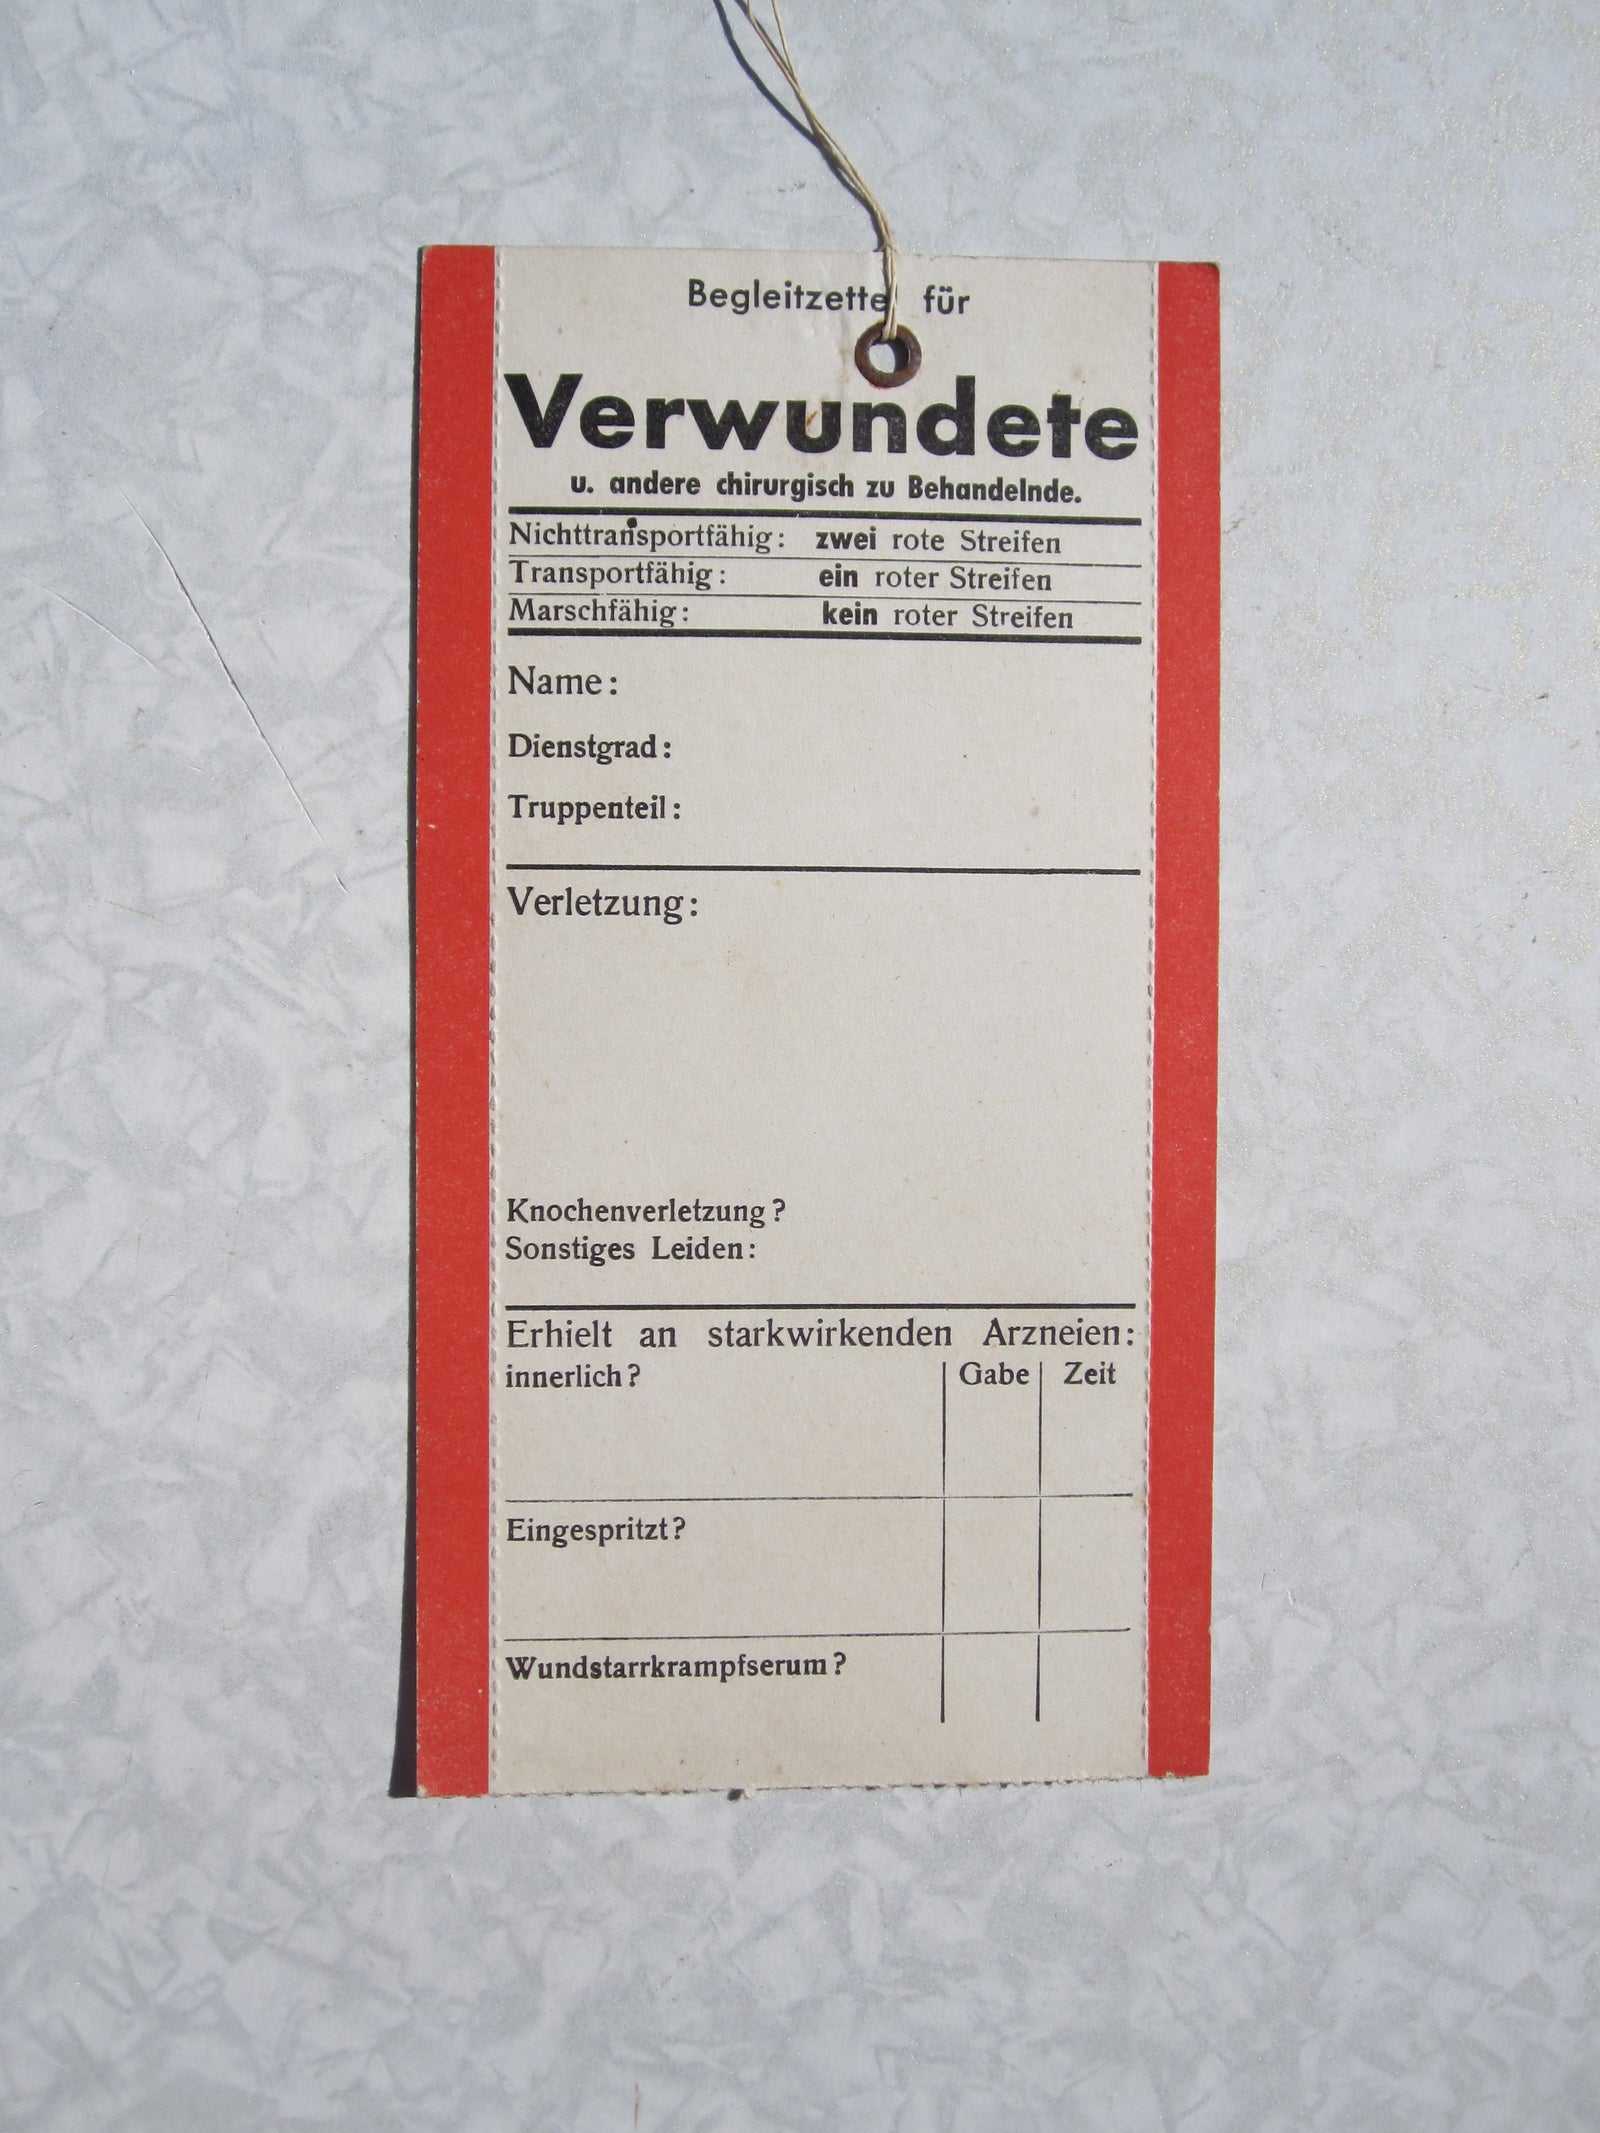 Begleitzettel für
Verwundete
u. andere chirurgisch zu Behandelnde.
Nichttransportfähig: zwei rote Streifen
Transportfähig: ein roter Streifen
Marschfähig: kein roter Streifen
Name:
Dienstgrad:
Truppenteil:
Verletzung:
Knochenverletzung?
Sonstiges Leiden:
Erhielt an starkwirkenden Arzneien:
innerlich? Gabe Zeit
Eingespritzt?
Wundstarrkrampfserum?